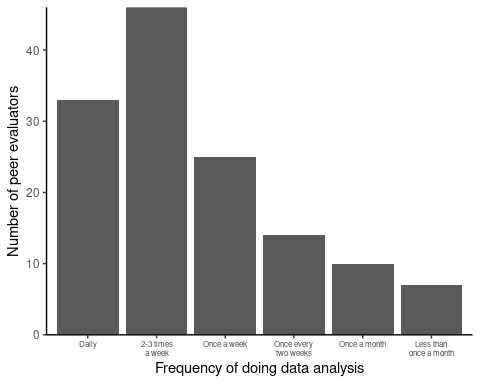 Number of peer evaluators
40
30
20
10
0
Daily
2-3 times
a week
Once a week
Once every
two weeks
Once a month
Less than
once a month
Frequency of doing data analysis